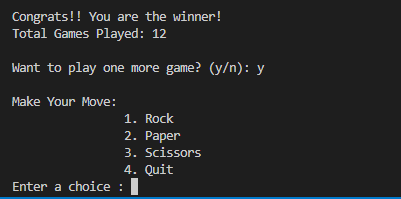 Congrats!! You are the winner!
Total Games Played: 12
Want to play one more game? (y/n): y
Make Your Move:
1. Rock
2. Paper
3. Scissors
4. Quit
Enter a choice :